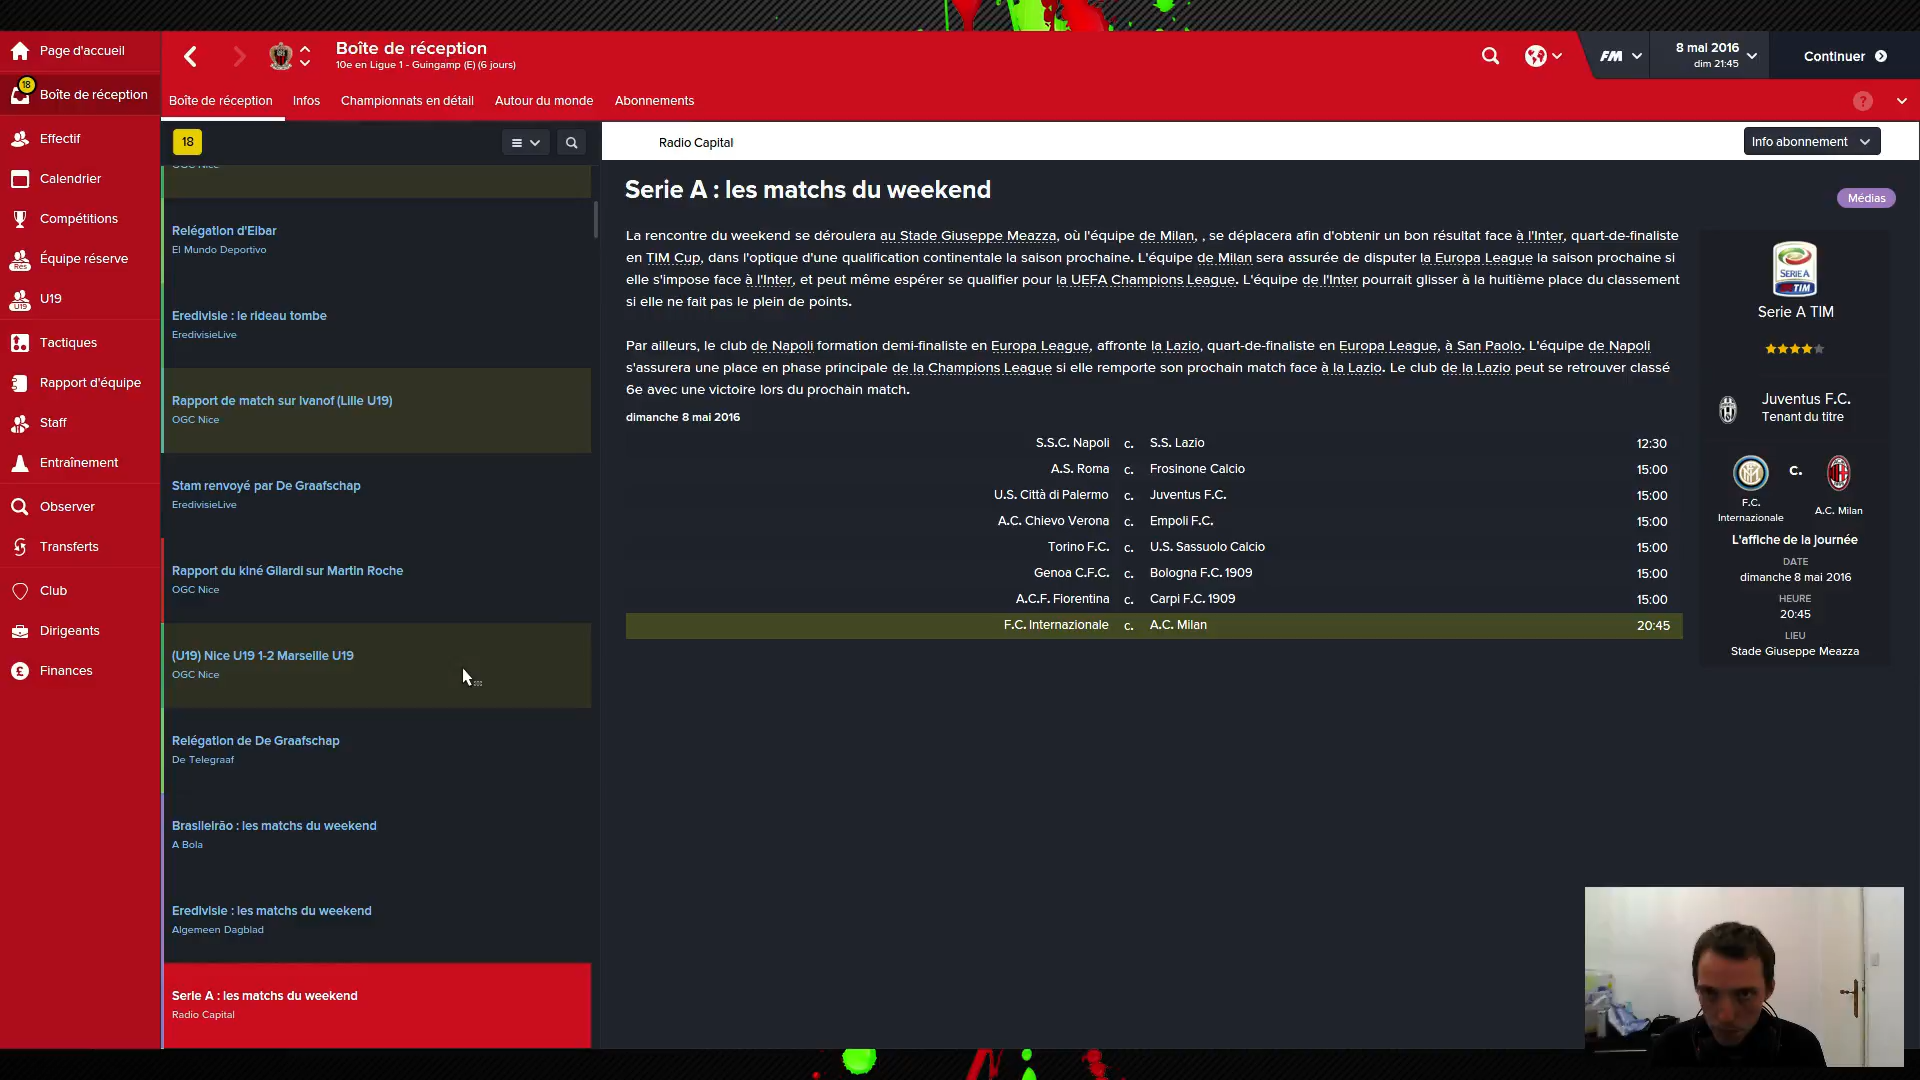 Page d'accueil
18
Boîte de réception
Effectif
Calendrier
Compétitions
Rés
Équipe réserve
U19
U19
Tactiques
Rapport d'équipe
Staff
Entraînement
Observer
Transferts
Club
Dirigeants
Finances
Boîte de réception
10e en Ligue 1 - Guingamp (E) (6 jours)
FM
8 mai 2016
dim 21:45
Continuer
Boîte de réception
Infos
Championnats en détail
Autour du monde
Abonnements
?
18
OGC Nice
Relégation d'Eibar
El Mundo Deportivo
Eredivisie : le rideau tombe
EredivisieLive
Rapport de match sur Ivanof (Lille U19)
OGC Nice
Stam renvoyé par De Graafschap
EredivisieLive
Rapport du kiné Gilardi sur Martin Roche
OGC Nice
(U19) Nice U19 1-2 Marseille U19
OGC Nice
Relégation de De Graafschap
De Telegraaf
Brasileirão : les matchs du weekend
A Bola
Eredivisie : les matchs du weekend
Algemeen Dagblad
Serie A : les matchs du weekend
Radio Capital
Radio Capital
Info abonnement
Serie A : les matchs du weekend
Médias
La rencontre du weekend se déroulera au Stade Giuseppe Meazza, où l'équipe de Milan, , se déplacera afin d'obtenir un bon résultat face à l'Inter, quart-de-finaliste
en TIM Cup, dans l'optique d'une qualification continentale la saison prochaine. L'équipe de Milan sera assurée de disputer la Europa League la saison prochaine si
elle s'impose face à l'Inter, et peut même espérer se qualifier pour la UEFA Champions League. L'équipe de l'Inter pourrait glisser à la huitième place du classement
si elle ne fait pas le plein de points.
Par ailleurs, le club de Napoli formation demi-finaliste en Europa League, affronte la Lazio, quart-de-finaliste en Europa League, à San Paolo. L'équipe de Napoli
s'assurera une place en phase principale de la Champions League si elle remporte son prochain match face à la Lazio. Le club de la Lazio peut se retrouver classé
6e avec une victoire lors du prochain match.
dimanche 8 mai 2016
S.S.C. Napoli c. S.S. Lazio 12:30
A.S. Roma c. Frosinone Calcio 15:00
U.S. Città di Palermo c. Juventus F.C. 15:00
A.C. Chievo Verona c. Empoli F.C. 15:00
Torino F.C. c. U.S. Sassuolo Calcio 15:00
Genoa C.F.C. c. Bologna F.C. 1909 15:00
A.C.F. Fiorentina c. Carpi F.C. 1909 15:00
F.C. Internazionale c. A.C. Milan 20:45
SERIE A
TIM
Serie A TIM
Juventus F.C.
Tenant du titre
c.
F.C.
Internazionale
A.C. Milan
L'affiche de la journée
DATE
dimanche 8 mai 2016
HEURE
20:45
LIEU
Stade Giuseppe Meazza